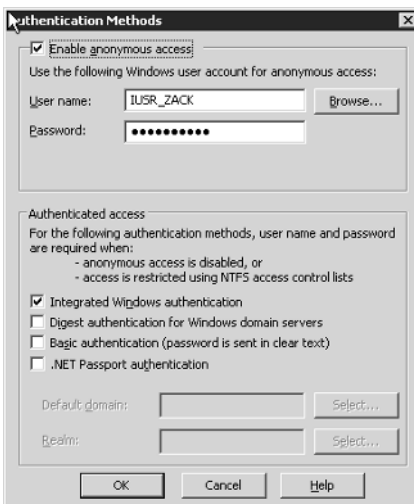 Authentication Methods
Enable anonymous access
Use the following Windows user account for anonymous access:
User name: IUSR_ZACK Browse...
Password: ●●●●●●●●●●
Authenticated access
For the following authentication methods, user name and password
are required when:
- anonymous access is disabled, or
- access is restricted using NTFS access control lists
Integrated Windows authentication
Digest authentication for Windows domain servers
Basic authentication (password is sent in clear text)
.NET Passport authentication
Default domain: Select...
Realm: Select...
OK Cancel Help